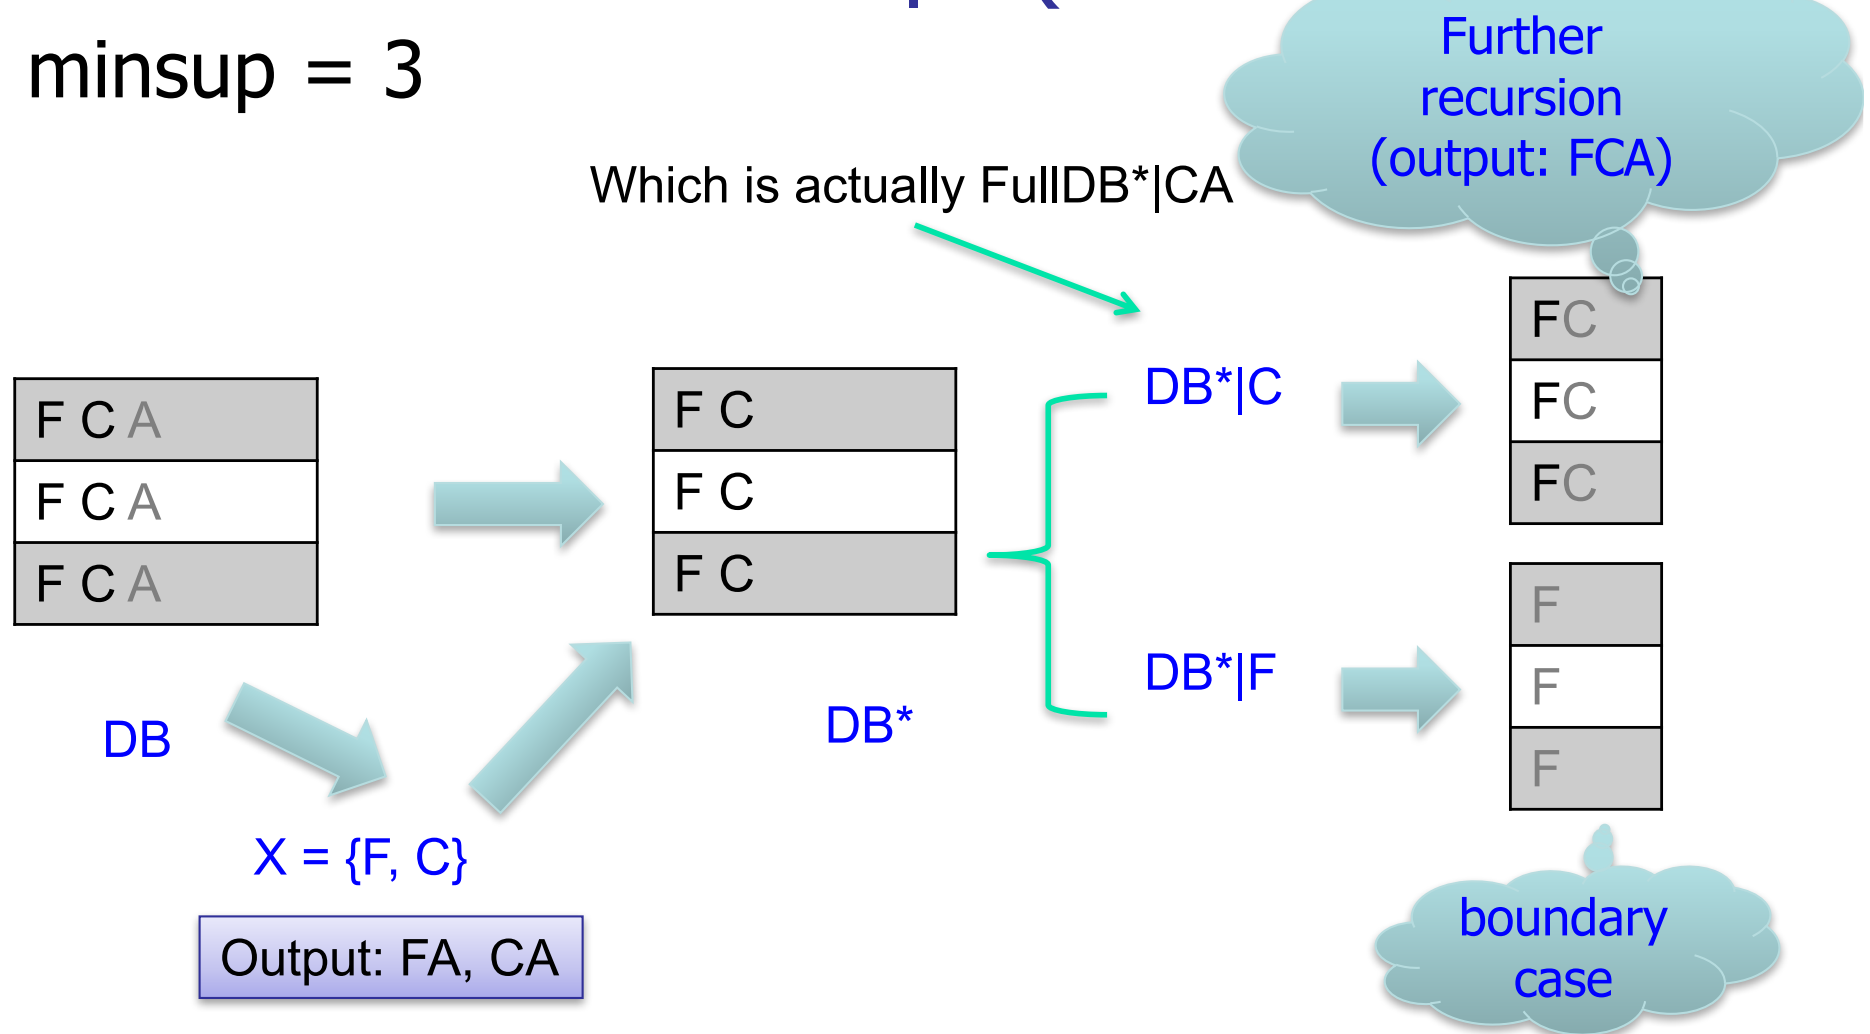 minsup = 3
Further
recursion
(output: FCA)
Which is actually FullDB*|CA
F C A
F C A
F C A
DB
X = {F, C}
Output: FA, CA
F C
F C
F C
DB*
DB*|C
FC
FC
FC
DB*|F
F
F
F
boundary
case